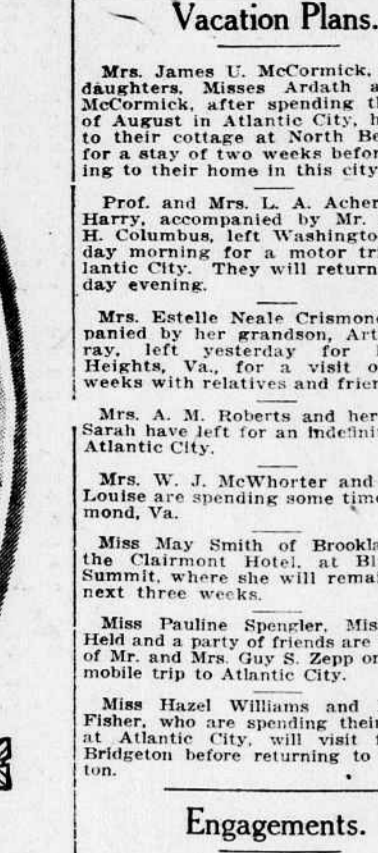 Vacation Plans.
Mrs. James U. McCormick,
daughters, Misses Ardath a
McCormick, after spending t
of August in Atlantic City, h
to their cottage at North Be
for a stay of two weeks befor
ing to their home in this city
Prof. and Mrs. L. A. Acher
Harry, accompanied by Mr.
H. Columbus, left Washingto
day morning for a motor tri
lantic City. They will return
day evening.
Mrs. Estelle Neale Crismon
panied by her grandson, Art
ray, left yesterday for
Heights, Va., for a visit o
weeks with relatives and frien
Mrs. A. M. Roberts and her
Sarah have left for an indefini
Atlantic City.
Mrs. W. J. McWhorter and
Louise are spending some time
mond, Va.
Miss May Smith of Brookla
the Clairmont Hotel, at Bl
Summit, where she will rema
next three weeks.
Miss Pauline Spengler, Mis
Held and a party of friends are
of Mr. and Mrs. Guy S. Zepp on
mobile trip to Atlantic City.
Miss Hazel Williams and
Fisher, who are spending their
at Atlantic City, will visit
Bridgeton before returning to
ton.
Engagements.